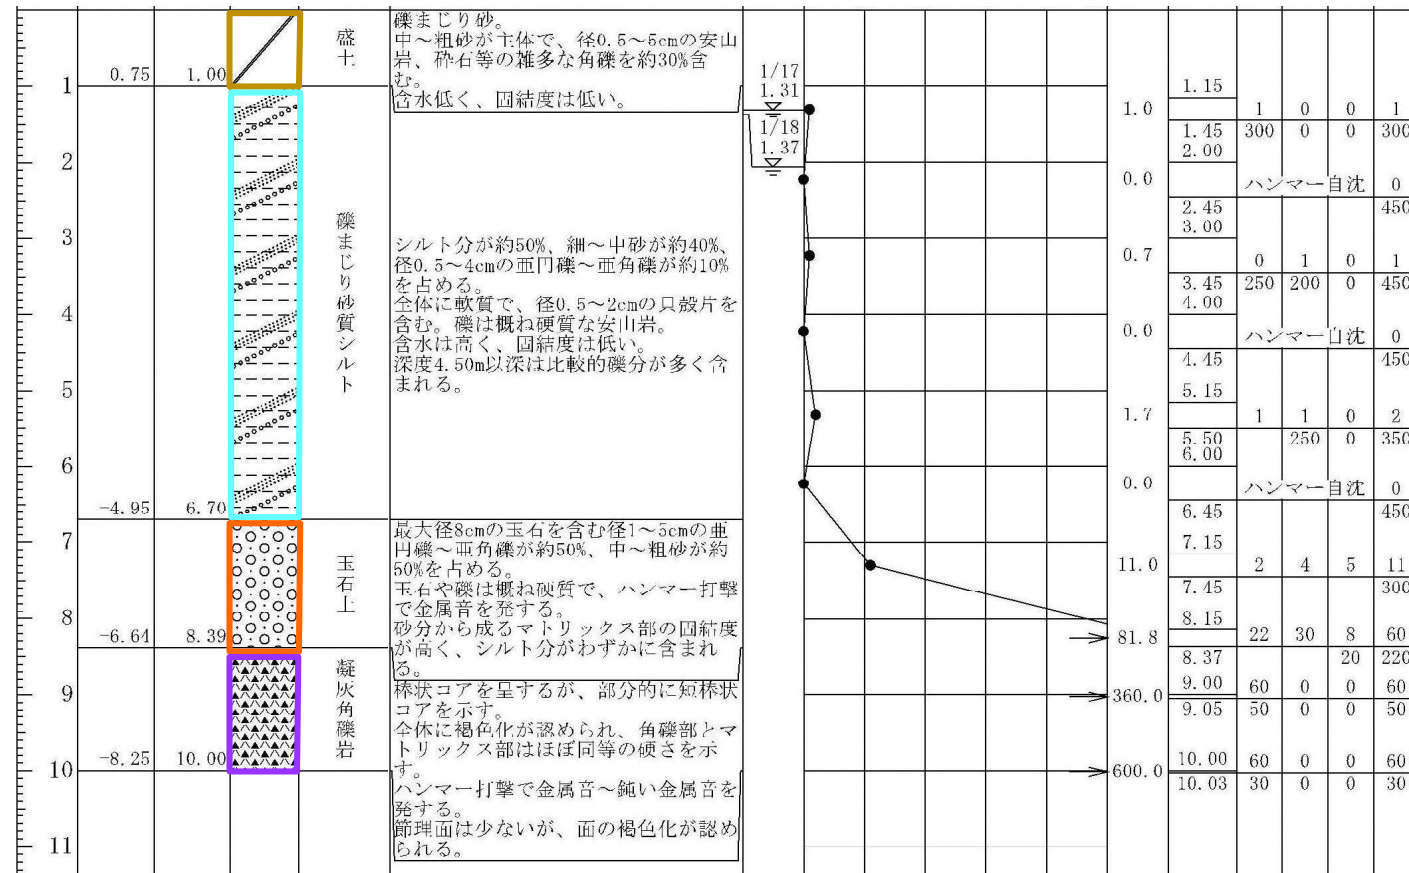 礫まじり砂。
中～粗砂が主体で、径0.5～5cmの安山
岩、砕石等の雑多な角礫を約30%含
む。
含水低く、固結度は低い。
盛土
0.75 1.00
1
1/17
1.31
1/18
1.37
1.0
1.15
1 0 0 1
1.45 300 0 0 300
2
2.00
0.0
ハンマー自沈 0
2.45 450
3
3.00
0.7
0 1 0 1
3.45 250 200 0 450
4
4.00
0.0
ハンマー自沈 0
4.45 450
5
5.15
1.7
1 1 0 2
5.50 250 0 350
6
6.00
0.0
ハンマー自沈 0
6.45 450
礫まじり砂質シルト
シルト分が約50%、細～中砂が約40%、
径0.5～4cmの亜円礫～亜角礫が約10%
を占める。
全体に軟質で、径0.5～2cmの貝殻片を
含む。礫は概ね硬質な安山岩。
含水は高く、固結度は低い。
深度4.50m以深は比較的礫分が多く含
まれる。
-4.95 6.70
7
7.15
11.0
2 4 5 11
7.45 300
玉石土
最大径8cmの玉石を含む径1～5cmの亜
円礫～亜角礫が約50%、中～粗砂が約
50%を占める。
玉石や礫は概ね硬質で、ハンマー打撃
で金属音を発する。
砂分から成るマトリックス部の固結度
が高く、シルト分がわずかに含まれ
る。
8
8.15
-6.64 8.39
81.8
22 30 8 60
8.37 20 220
凝灰角礫岩
棒状コアを呈するが、部分的に短棒状
コアを示す。
全体に褐色化が認められ、角礫部とマ
トリックス部はほぼ同等の硬さを示
す。
ハンマー打撃で金属音～鈍い金属音を
発する。
節理面は少ないが、面の褐色化が認め
られる。
9
360.0
9.00 60 0 0 60
9.05 50 0 0 50
-8.25 10.00
10
600.0
10.00 60 0 0 60
10.03 30 0 0 30
11